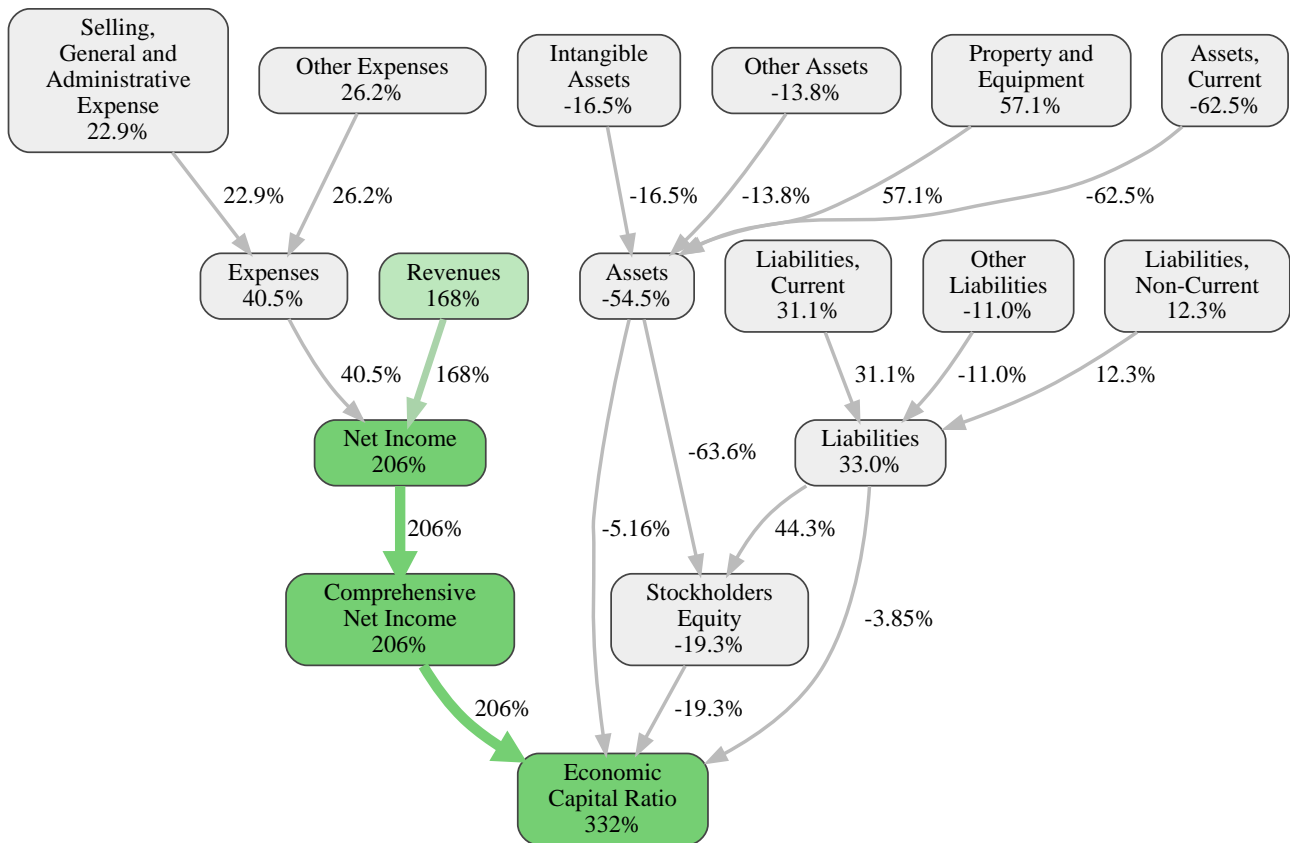 Selling,
General and
Administrative
Expense
22.9%
Other Expenses
26.2%
Intangible
Assets
-16.5%
Other Assets
-13.8%
Property and
Equipment
57.1%
Assets,
Current
-62.5%
22.9%
26.2%
-16.5%
-13.8%
57.1%
-62.5%
Expenses
40.5%
Revenues
168%
Assets
-54.5%
Liabilities,
Current
31.1%
Other
Liabilities
-11.0%
Liabilities,
Non-Current
12.3%
40.5%
168%
31.1%
-11.0%
12.3%
Net Income
206%
-63.6%
Liabilities
33.0%
206%
-5.16%
44.3%
Comprehensive
Net Income
206%
Stockholders
Equity
-19.3%
-3.85%
206%
-19.3%
Economic
Capital Ratio
332%